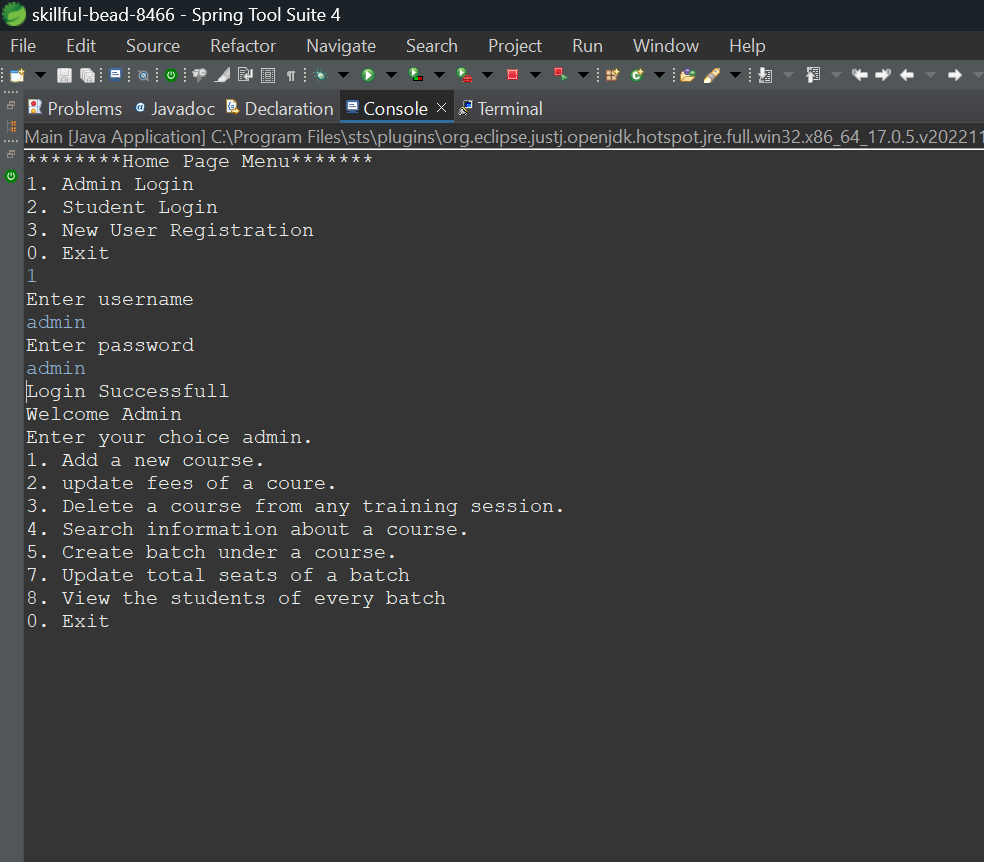 skillful-bead-8466 - Spring Tool Suite 4
File Edit Source Refactor Navigate Search Project Run Window Help
Problems Javadoc Declaration Console Terminal
Main [Java Application] C:\Program Files\sts\plugins\org.eclipse.justj.openjdk.hotspot.jre.full.win32.x86_64_17.0.5.v202211
********Home Page Menu*******
1. Admin Login
2. Student Login
3. New User Registration
0. Exit
1
Enter username
admin
Enter password
admin
Login Successfull
Welcome Admin
Enter your choice admin.
1. Add a new course.
2. update fees of a coure.
3. Delete a course from any training session.
4. Search information about a course.
5. Create batch under a course.
7. Update total seats of a batch
8. View the students of every batch
0. Exit